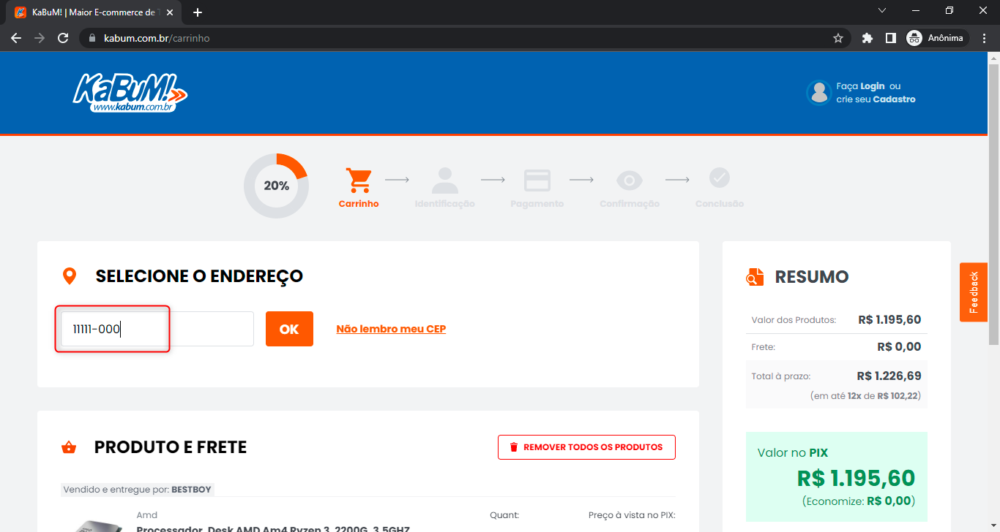 KaBuM! | Maior E-commerce de T
kabum.com.br/carrinho
Anônima
KaBuM!
www.kabum.com.br
Faça Login ou
crie seu Cadastro
20%
Carrinho
Identificação
Pagamento
Confirmação
Conclusão
SELECIONE O ENDEREÇO
11111-000
OK
Não lembro meu CEP
RESUMO
Valor dos Produtos: R$ 1.195,60
Frete: R$ 0,00
Total à prazo: R$ 1.226,69
(em até 12x de R$ 102,22)
Valor no PIX
R$ 1.195,60
(Economize: R$ 0,00)
Feedback
PRODUTO E FRETE
REMOVER TODOS OS PRODUTOS
Vendido e entregue por: BESTBOY
Amd
Quant:
Preço à vista no PIX:
Processador, Desk AMD Am4 Ryzen 3, 2200G, 3.5GHZ